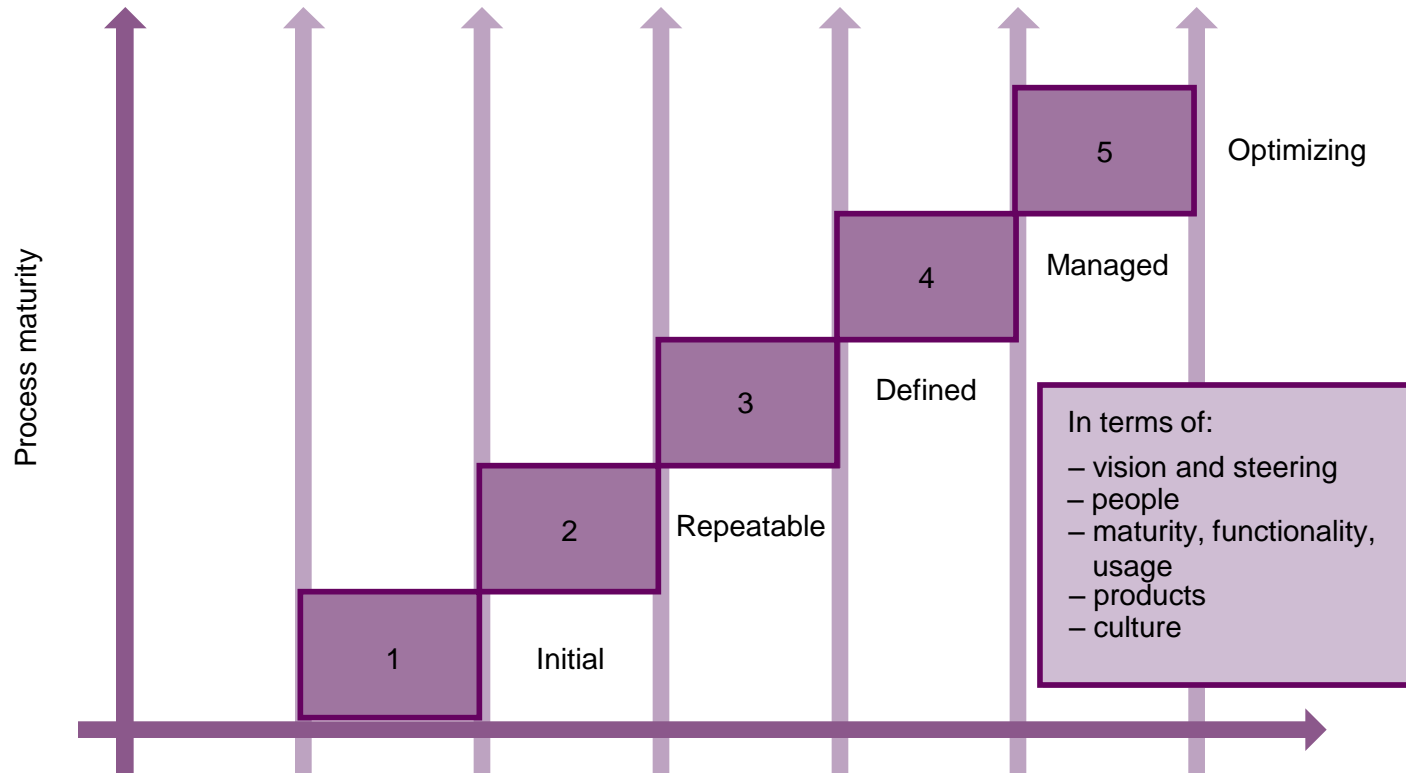 Process maturity
5
Optimizing
4
Managed
3
Defined
2
Repeatable
1
Initial
In terms of:
– vision and steering
– people
– maturity, functionality,
usage
– products
– culture